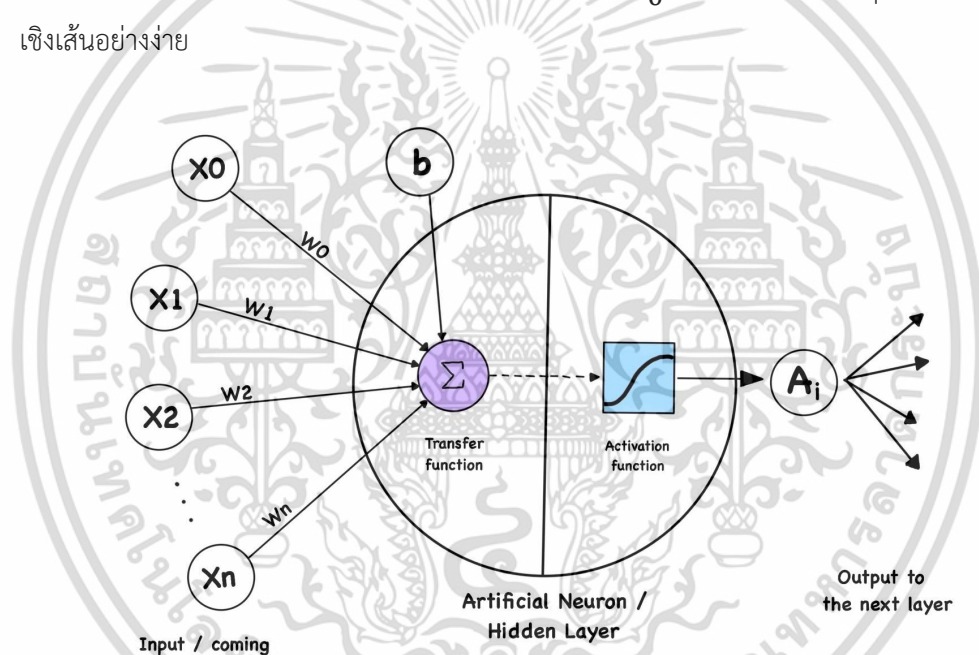 เชิงเส้นอย่างง่าย
X0
b
W0
X1
W1
Σ
Ai
X2
W2
Transfer
function
Activation
function
Wn
Xn
Artificial Neuron /
Hidden Layer
Output to
the next layer
Input / coming